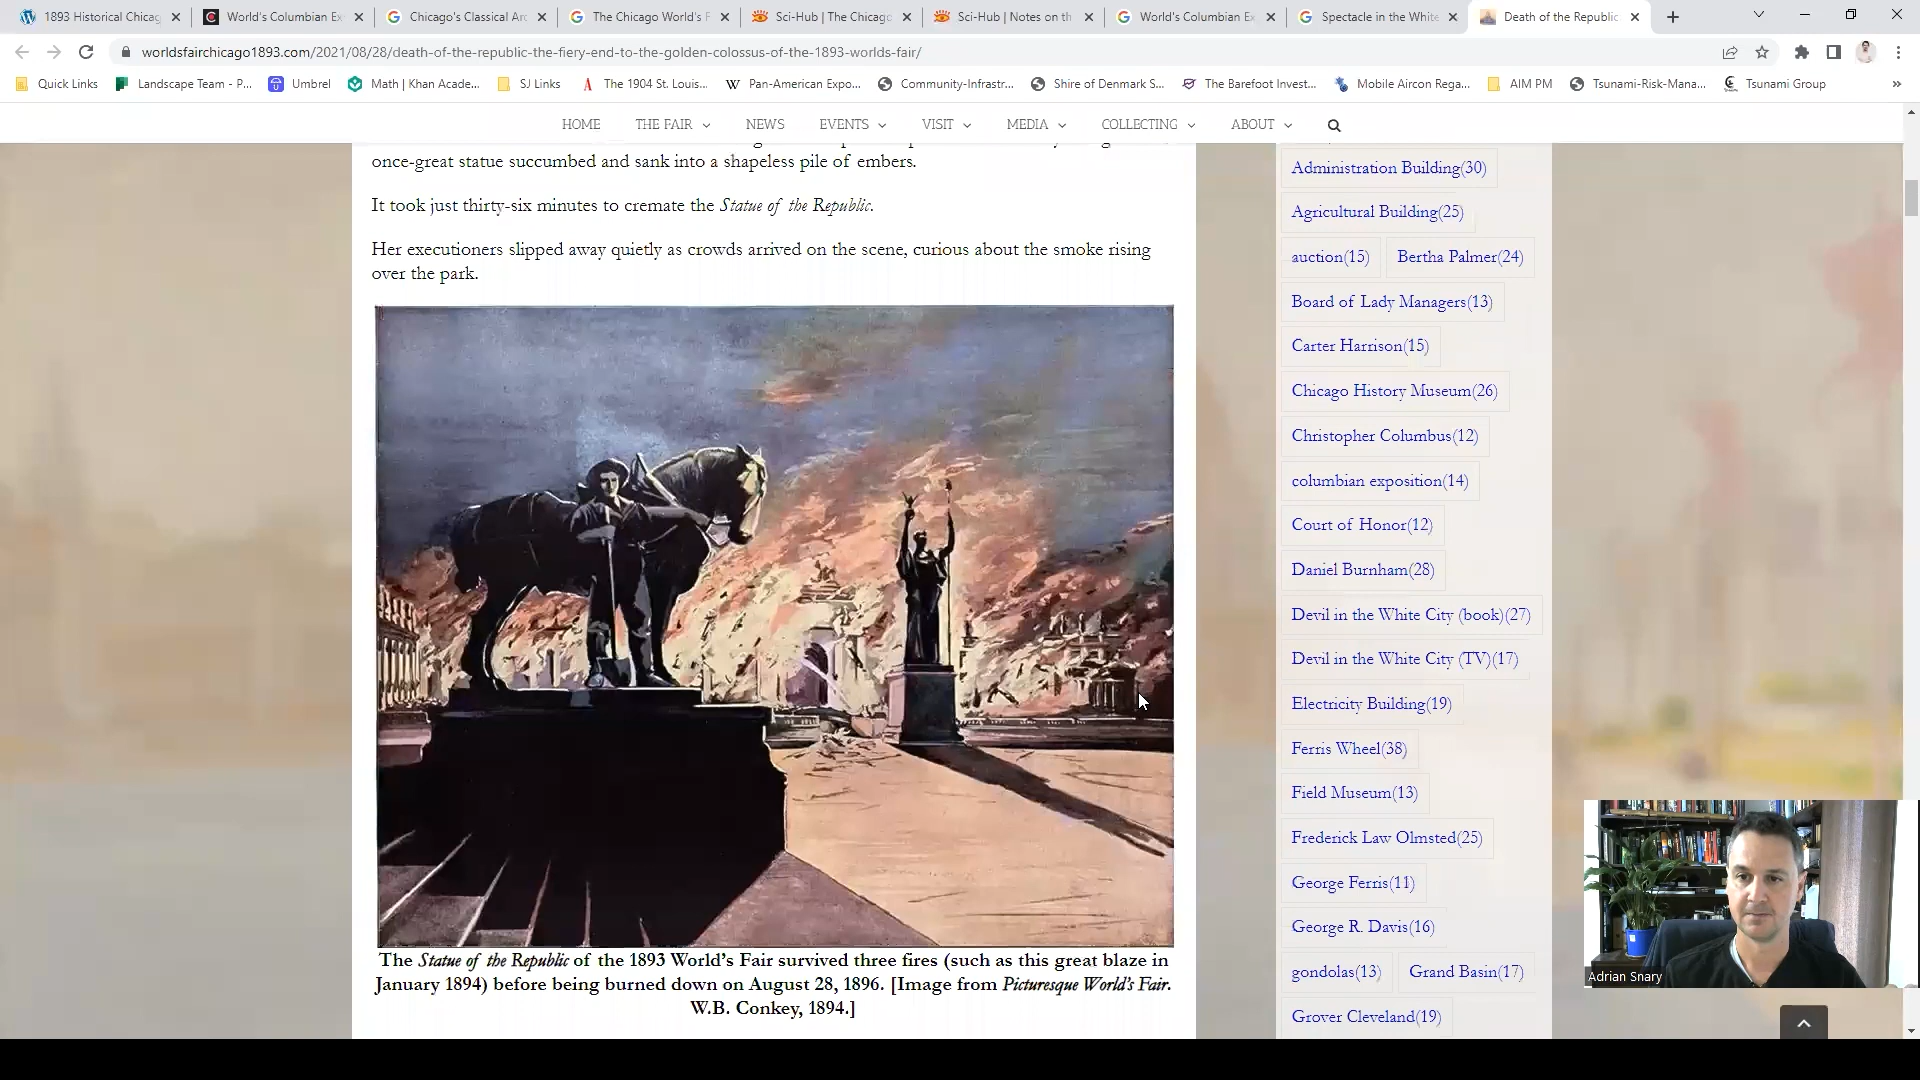 1893 Historical Chicag
World's Columbian Ex
Chicago's Classical Arc
The Chicago World's F
Sci-Hub | The Chicago
Sci-Hub | Notes on th
World's Columbian Ex
Spectacle in the White
Death of the Republic
worldsfairchicago1893.com/2021/08/28/death-of-the-republic-the-fiery-end-to-the-golden-colossus-of-the-1893-worlds-fair/
Quick Links
Landscape Team - P...
Umbrel
Math | Khan Acade...
SJ Links
The 1904 St. Louis...
Pan-American Expo...
Community-Infrastr...
Shire of Denmark S...
The Barefoot Invest...
Mobile Aircon Rega...
AIM PM
Tsunami-Risk-Mana...
Tsunami Group
HOME THE FAIR NEWS EVENTS VISIT MEDIA COLLECTING ABOUT
once-great statue succumbed and sank into a shapeless pile of embers.
It took just thirty-six minutes to cremate the Statue of the Republic.
Her executioners slipped away quietly as crowds arrived on the scene, curious about the smoke rising
over the park.
The Statue of the Republic of the 1893 World's Fair survived three fires (such as this great blaze in
January 1894) before being burned down on August 28, 1896. [Image from Picturesque World's Fair.
W.B. Conkey, 1894.]
Administration Building(30)
Agricultural Building(25)
auction(15) Bertha Palmer(24)
Board of Lady Managers(13)
Carter Harrison(15)
Chicago History Museum(26)
Christopher Columbus(12)
columbian exposition(14)
Court of Honor(12)
Daniel Burnham(28)
Devil in the White City (book)(27)
Devil in the White City (TV)(17)
Electricity Building(19)
Ferris Wheel(38)
Field Museum(13)
Frederick Law Olmsted(25)
George Ferris(11)
George R. Davis(16)
gondolas(13) Grand Basin(17)
Grover Cleveland(19)
Adrian Snary